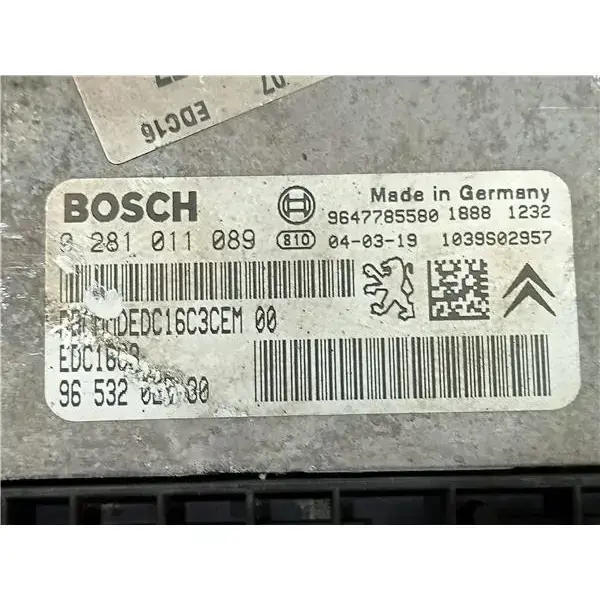 07
EDC16
BOSCH
Made in Germany
9647785580 1888 1232
0 281 011 089 810 04-03-19 1039S02957
00
96 532